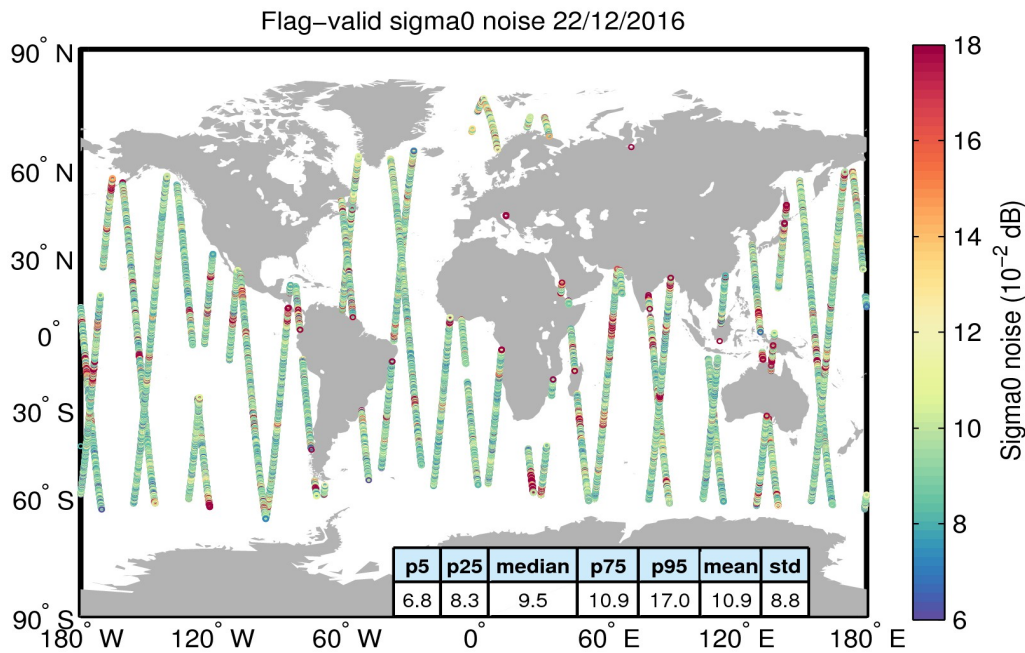 Flag−valid sigma0 noise 22/12/2016
90° N
60° N
30° N
0°
30° S
60° S
90° S
180° W
120° W
60° W
0°
60° E
120° E
180° E
p5 p25 median p75 p95 mean std
6.8 8.3 9.5 10.9 17.0 10.9 8.8
18
16
14
12
10
8
6
Sigma0 noise (10⁻² dB)